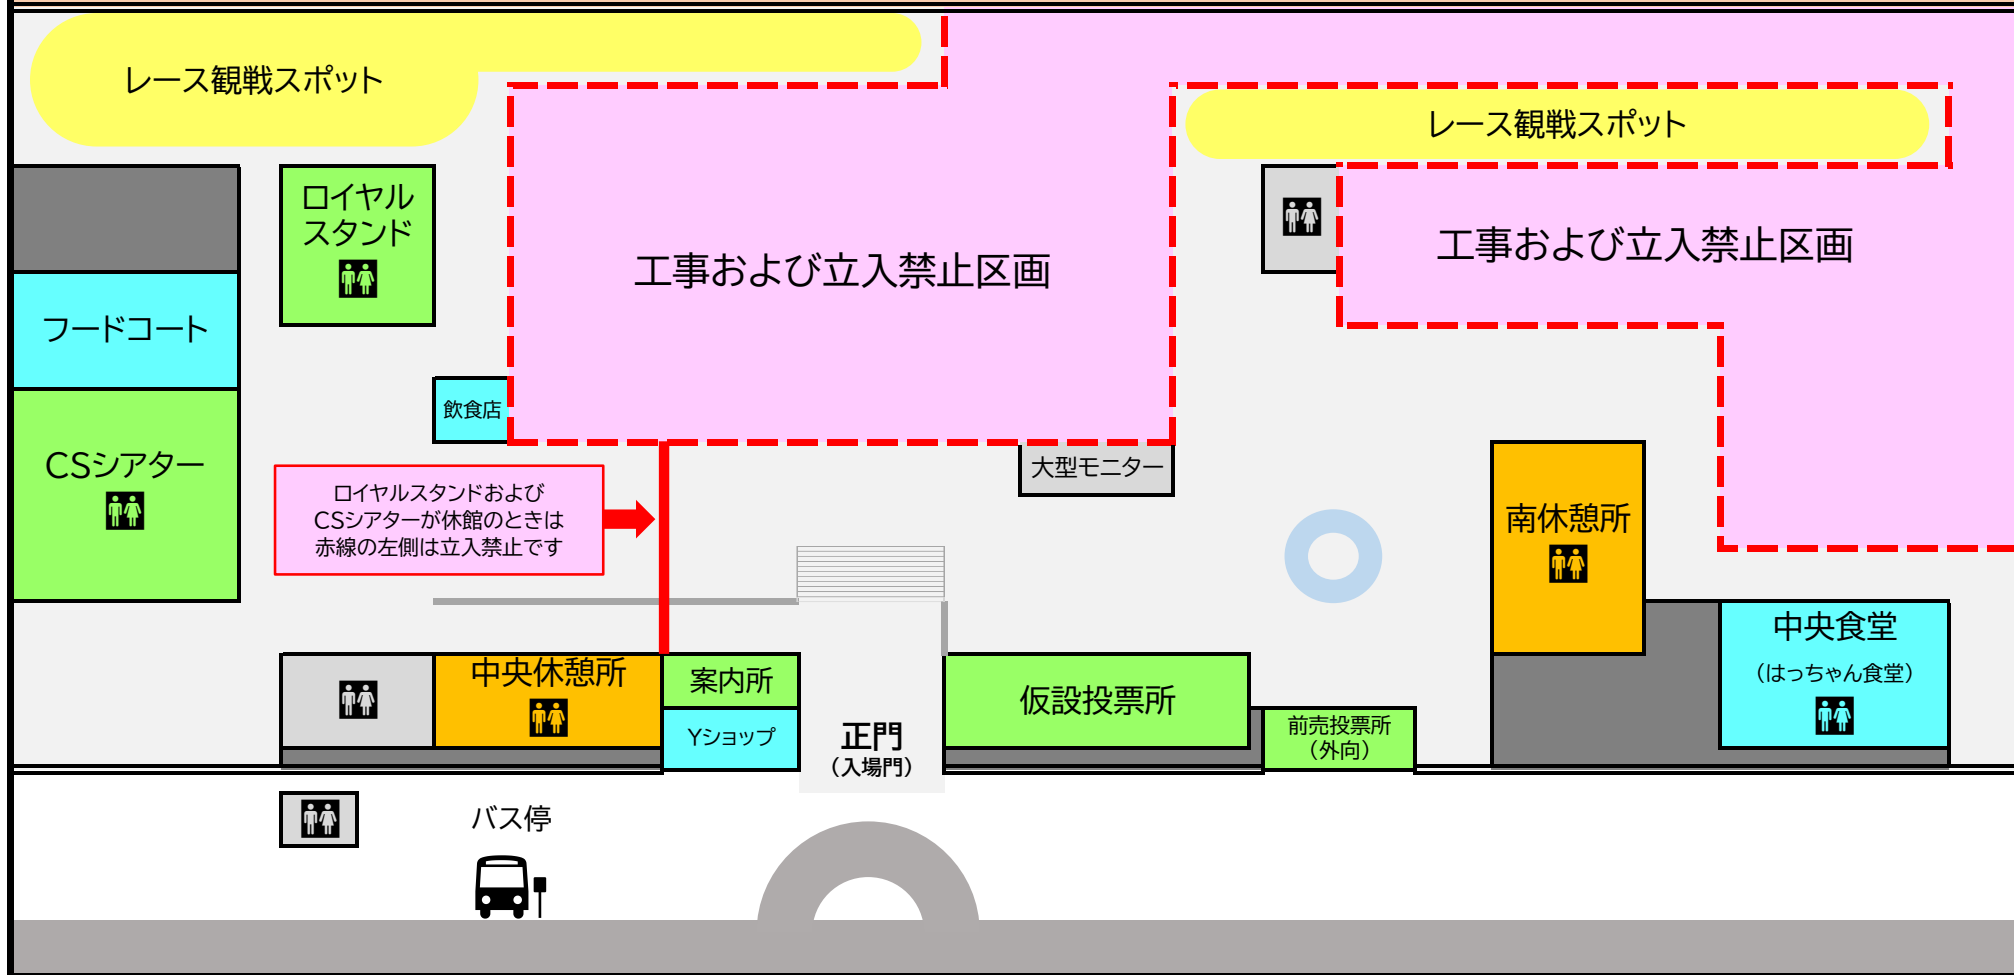 レース観戦スポット
レース観戦スポット
ロイヤル
スタンド
工事および立入禁止区画
工事および立入禁止区画
フードコート
飲食店
CSシアター
大型モニター
ロイヤルスタンドおよび
CSシアターが休館のときは
赤線の左側は立入禁止です
南休憩所
中央食堂
（はっちゃん食堂）
中央休憩所
案内所
Yショップ
正門
（入場門）
仮設投票所
前売投票所
（外向）
バス停